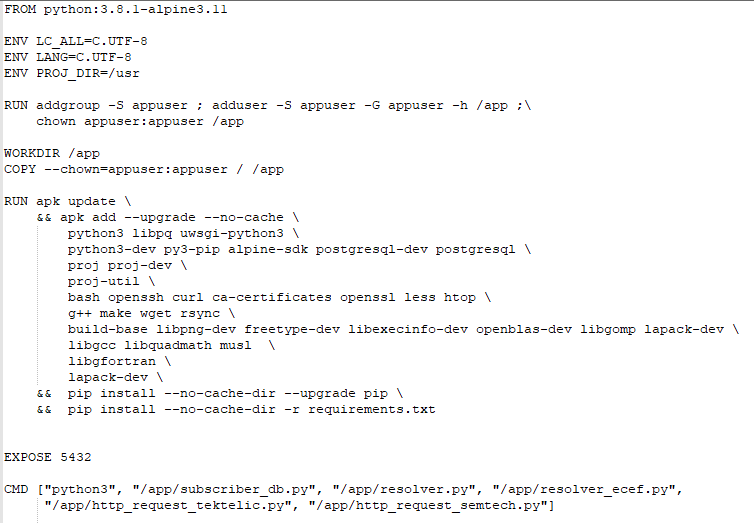 FROM python:3.8.1-alpine3.11
ENV LC_ALL=C.UTF-8
ENV LANG=C.UTF-8
ENV PROJ_DIR=/usr
RUN addgroup -S appuser ; adduser -S appuser -G appuser -h /app ;\
    chown appuser:appuser /app
WORKDIR /app
COPY --chown=appuser:appuser / /app
RUN apk update \
    && apk add --upgrade --no-cache \
        python3 libpq uwsgi-python3 \
        python3-dev py3-pip alpine-sdk postgresql-dev postgresql \
        proj proj-dev \
        proj-util \
        bash openssh curl ca-certificates openssl less htop \
        g++ make wget rsync \
        build-base libpng-dev freetype-dev libexecinfo-dev openblas-dev libgomp lapack-dev \
        libgcc libquadmath musl  \
        libgfortran \
        lapack-dev \
    &&  pip install --no-cache-dir --upgrade pip \
    &&  pip install --no-cache-dir -r requirements.txt
EXPOSE 5432
CMD ["python3", "/app/subscriber_db.py", "/app/resolver.py", "/app/resolver_ecef.py",
     "/app/http_request_tektelic.py", "/app/http_request_semtech.py"]